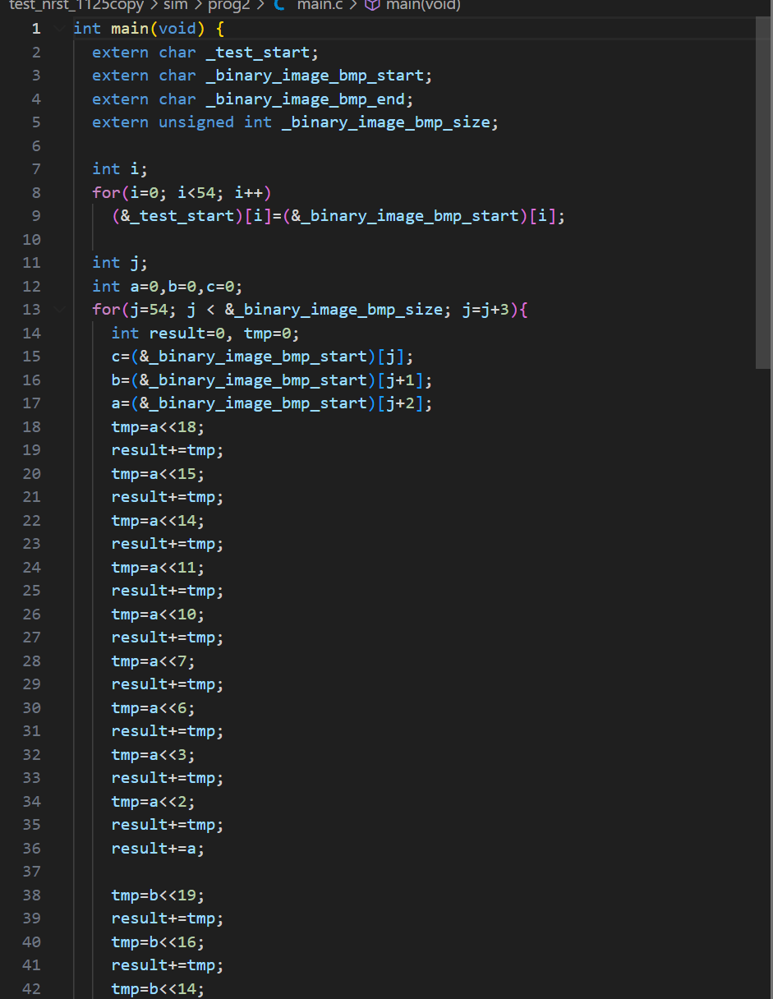 test_nrst_1125copy > sim > prog2 > C main.c > main(void)
1 int main(void) {
2 extern char _test_start;
3 extern char _binary_image_bmp_start;
4 extern char _binary_image_bmp_end;
5 extern unsigned int _binary_image_bmp_size;
6
7 int i;
8 for(i=0; i<54; i++)
9 (&_test_start)[i]=(&_binary_image_bmp_start)[i];
10
11 int j;
12 int a=0,b=0,c=0;
13 for(j=54; j < &_binary_image_bmp_size; j=j+3){
14 int result=0, tmp=0;
15 c=(&_binary_image_bmp_start)[j];
16 b=(&_binary_image_bmp_start)[j+1];
17 a=(&_binary_image_bmp_start)[j+2];
18 tmp=a<<18;
19 result+=tmp;
20 tmp=a<<15;
21 result+=tmp;
22 tmp=a<<14;
23 result+=tmp;
24 tmp=a<<11;
25 result+=tmp;
26 tmp=a<<10;
27 result+=tmp;
28 tmp=a<<7;
29 result+=tmp;
30 tmp=a<<6;
31 result+=tmp;
32 tmp=a<<3;
33 result+=tmp;
34 tmp=a<<2;
35 result+=tmp;
36 result+=a;
37
38 tmp=b<<19;
39 result+=tmp;
40 tmp=b<<16;
41 result+=tmp;
42 tmp=b<<14;